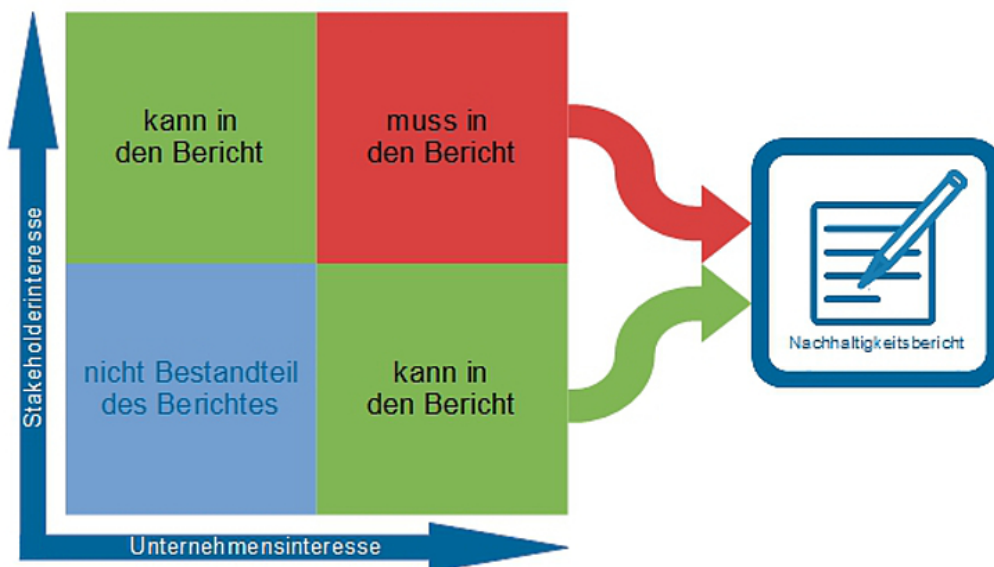 Stakeholderinteresse
kann in
den Bericht
muss in
den Bericht
nicht Bestandteil
des Berichtes
kann in
den Bericht
Unternehmensinteresse
Nachhaltigkeitsbericht